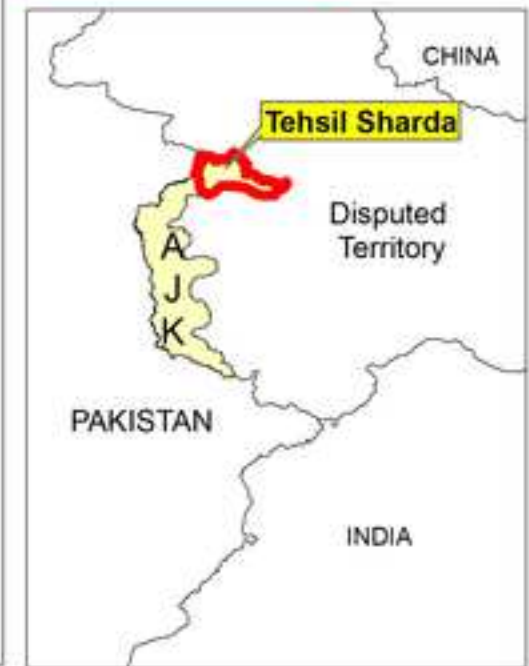 CHINA
Tehsil Sharda
Disputed
Territory
A
J
K
PAKISTAN
INDIA